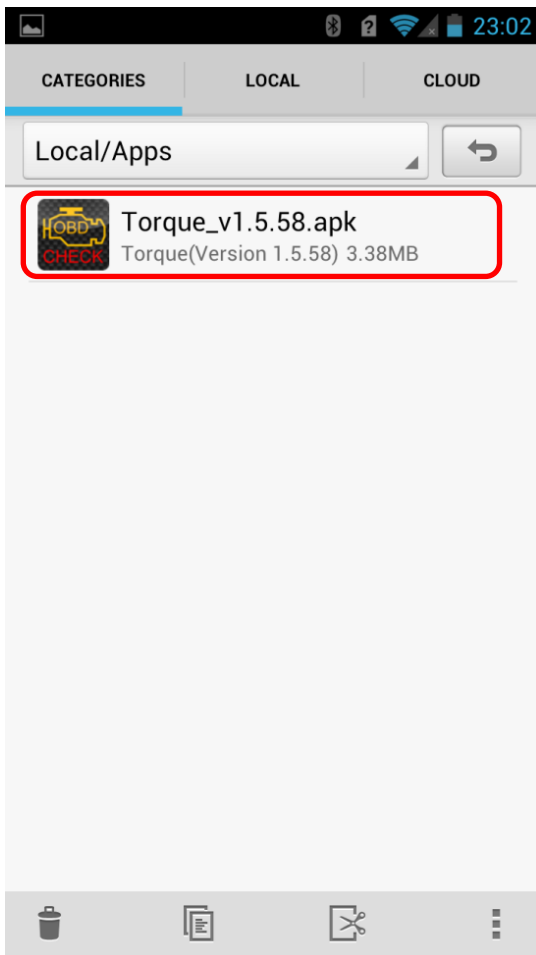 23:02
CATEGORIES LOCAL CLOUD
Local/Apps
OBD
CHECK
Torque_v1.5.58.apk
Torque(Version 1.5.58) 3.38MB